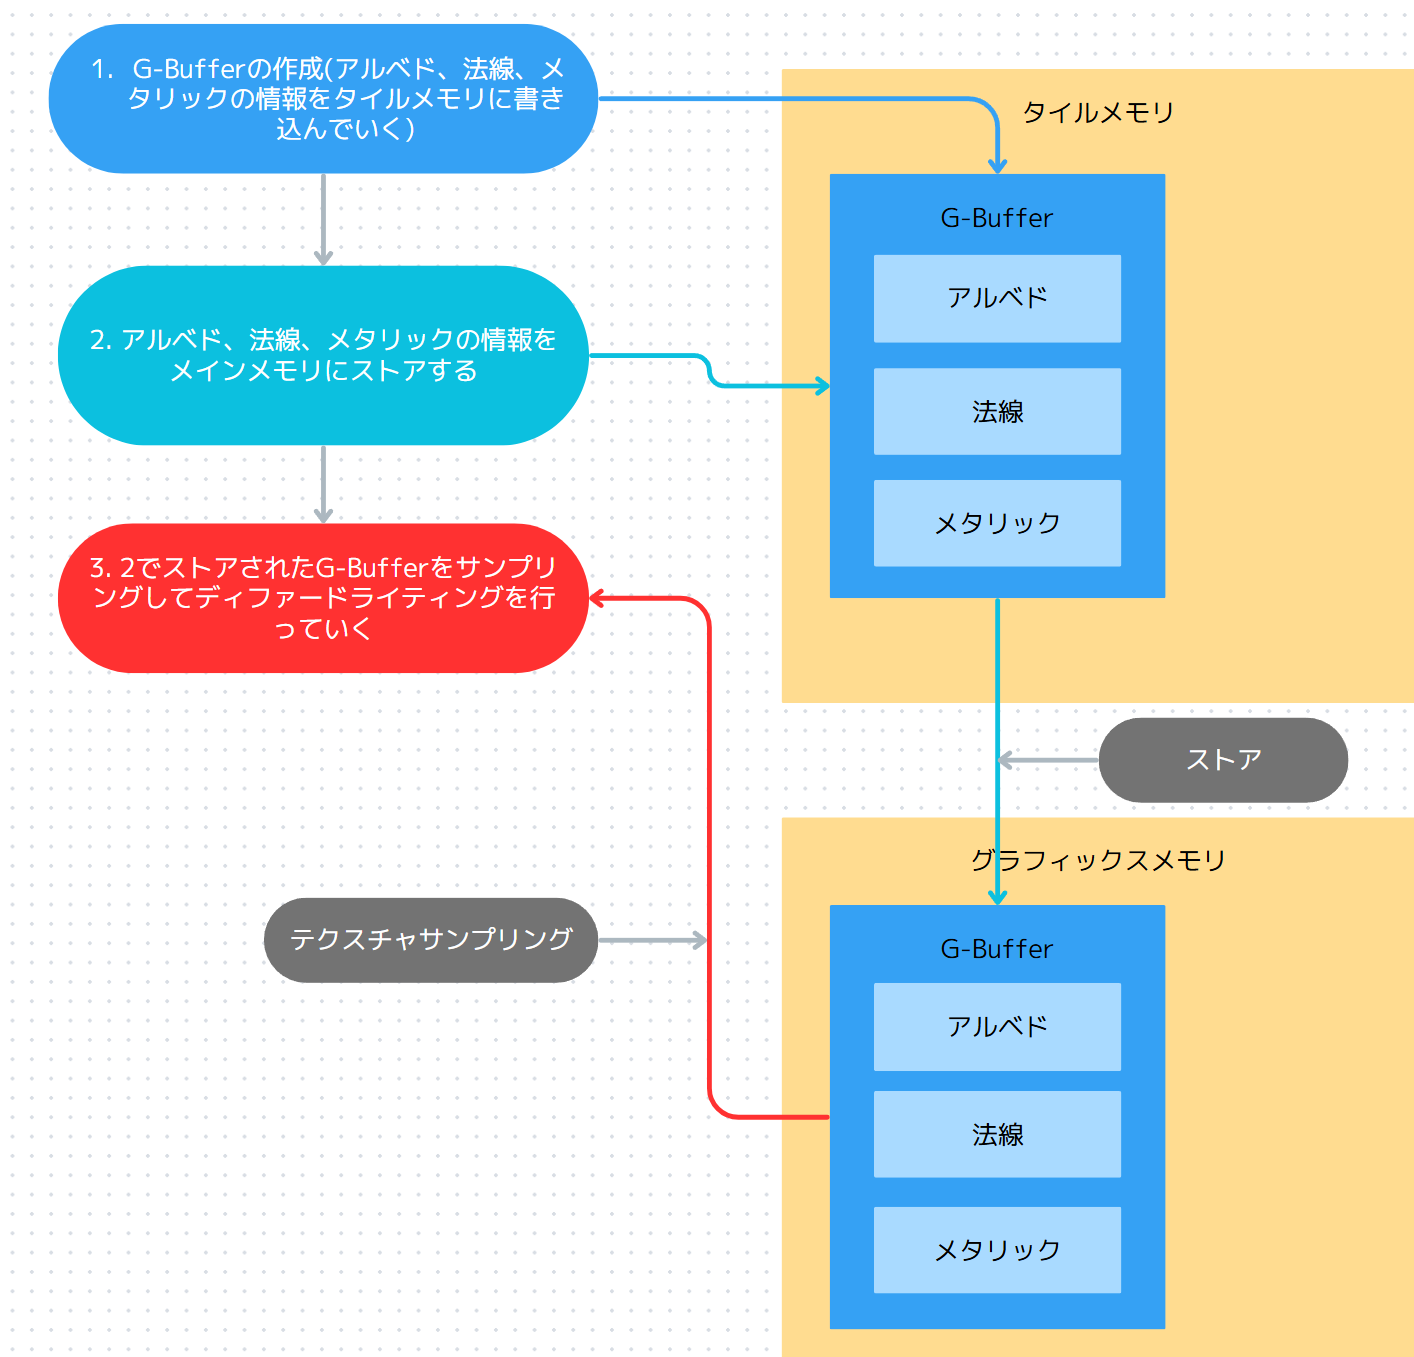 1. G-Bufferの作成(アルベド、法線、メ
タリックの情報をタイルメモリに書き
込んでいく)
2. アルベド、法線、メタリックの情報を
メインメモリにストアする
3. 2でストアされたG-Bufferをサンプリ
ングしてディファードライティングを行
っていく
テクスチャサンプリング
タイルメモリ
G-Buffer
アルベド
法線
メタリック
ストア
グラフィックスメモリ
G-Buffer
アルベド
法線
メタリック